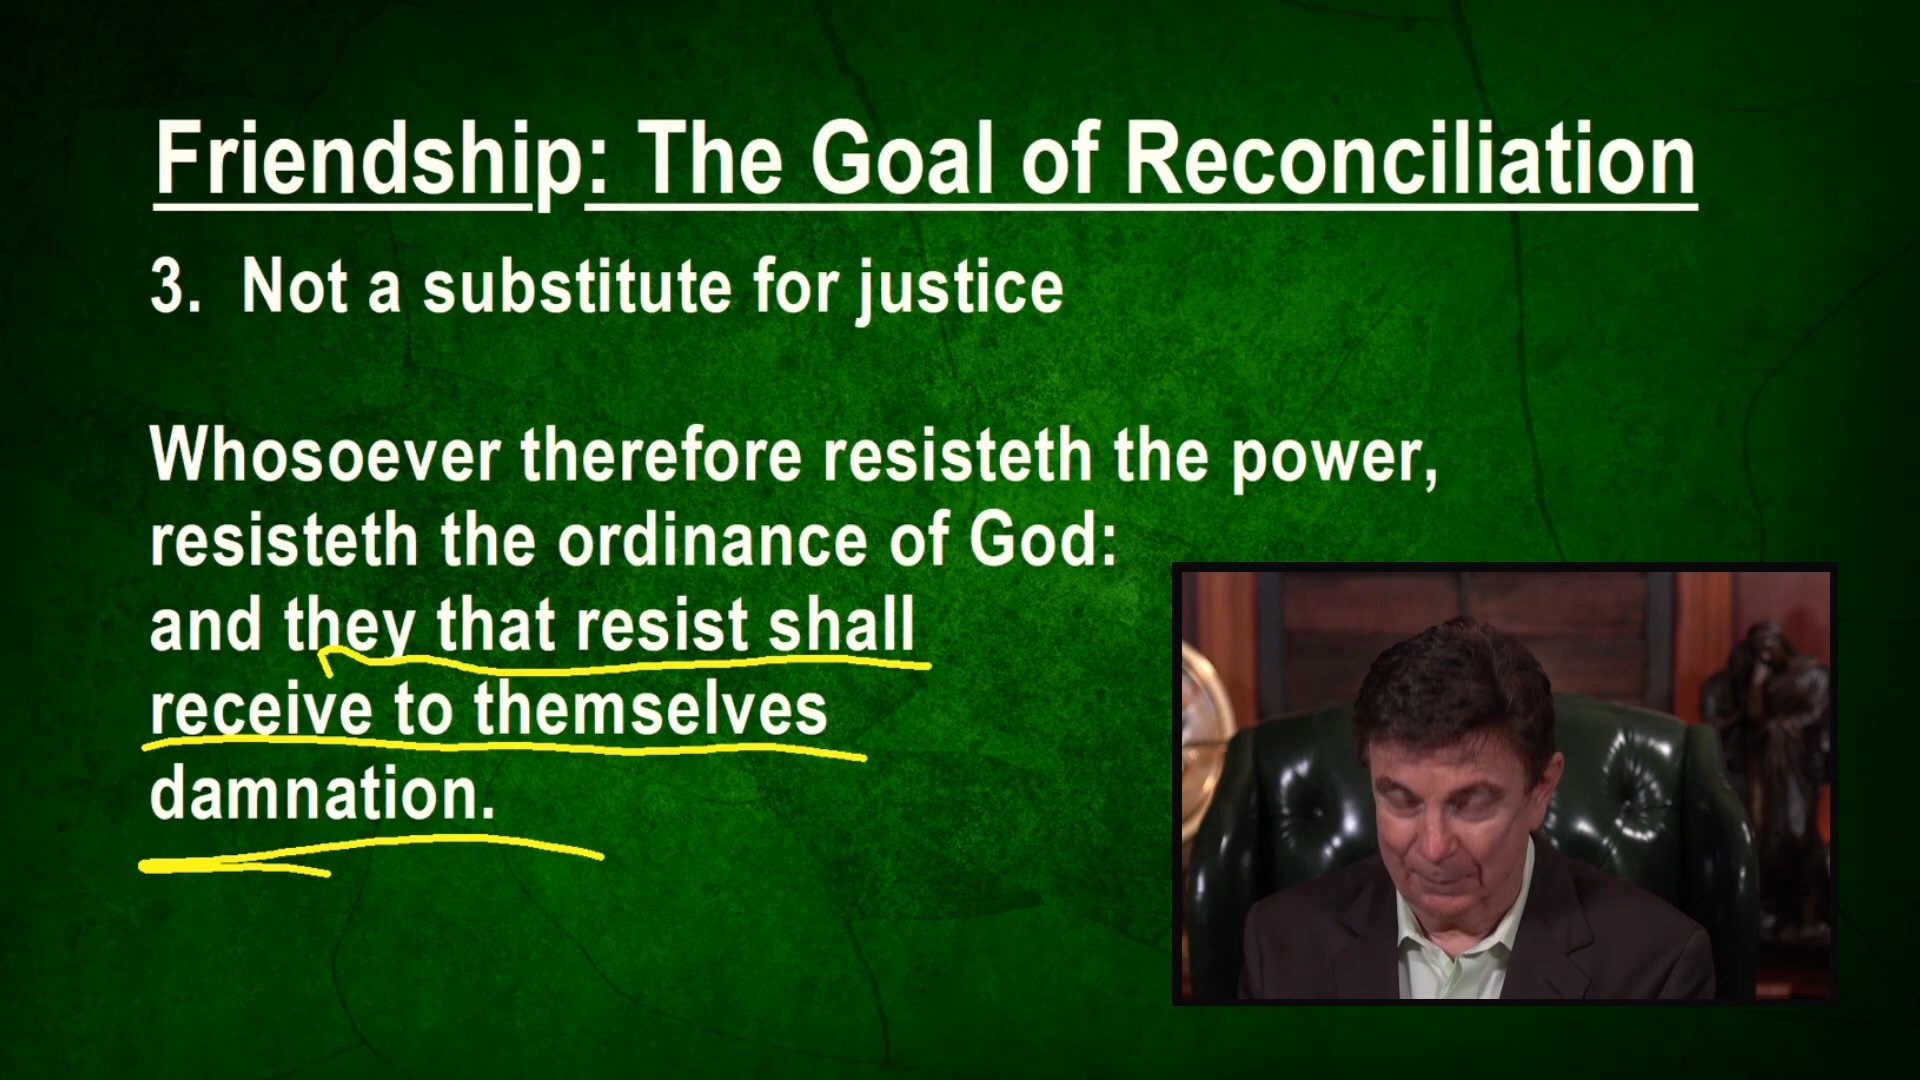 Friendship: The Goal of Reconciliation
3. Not a substitute for justice
Whosoever therefore resisteth the power,
resisteth the ordinance of God:
and they that resist shall
receive to themselves
damnation.